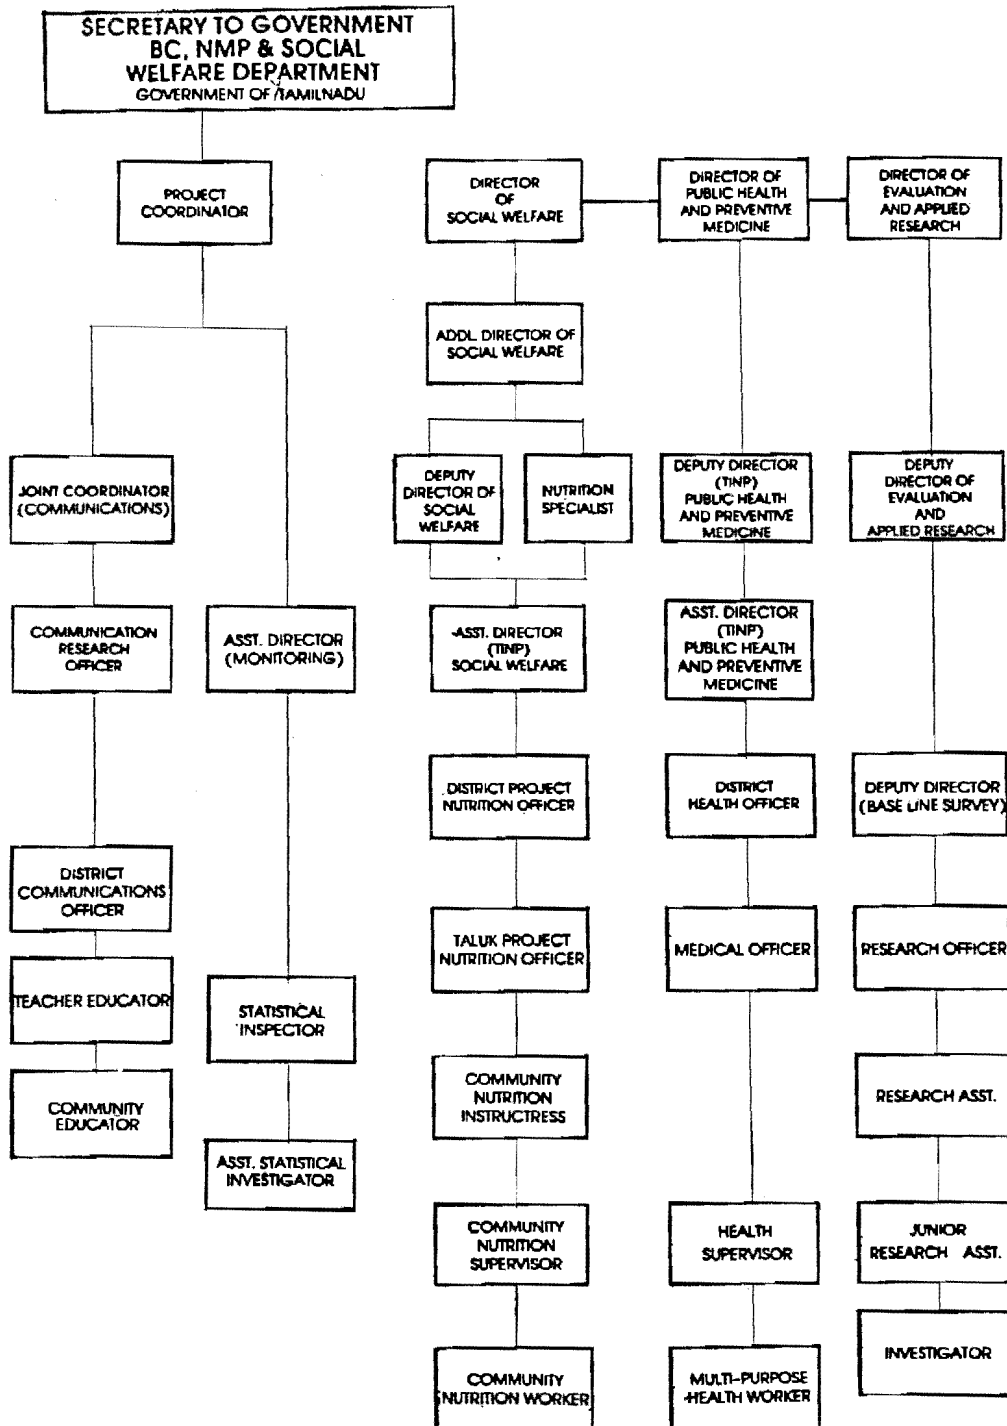 SECRETARY TO GOVERNMENT
BC, NMP & SOCIAL
WELFARE DEPARTMENT
GOVERNMENT OF TAMILNADU
PROJECT
COORDINATOR
DIRECTOR
OF
SOCIAL WELFARE
DIRECTOR OF
PUBLIC HEALTH
AND PREVENTIVE
MEDICINE
DIRECTOR OF
EVALUATION
AND APPLIED
RESEARCH
ADDL. DIRECTOR OF
SOCIAL WELFARE
JOINT COORDINATOR
(COMMUNICATIONS)
DEPUTY
DIRECTOR OF
SOCIAL
WELFARE
NUTRITION
SPECIALIST
DEPUTY DIRECTOR
(TINP)
PUBLIC HEALTH
AND PREVENTIVE
MEDICINE
DEPUTY
DIRECTOR OF
EVALUATION
AND
APPLIED RESEARCH
COMMUNICATION
RESEARCH
OFFICER
ASST. DIRECTOR
(MONITORING)
ASST. DIRECTOR
(TINP)
SOCIAL WELFARE
ASST. DIRECTOR
(TINP)
PUBLIC HEALTH
AND PREVENTIVE
MEDICINE
DISTRICT PROJECT
NUTRITION OFFICER
DISTRICT
HEALTH OFFICER
DEPUTY DIRECTOR
(BASE LINE SURVEY)
DISTRICT
COMMUNICATIONS
OFFICER
TALUK PROJECT
NUTRITION OFFICER
MEDICAL OFFICER
RESEARCH OFFICER
TEACHER EDUCATOR
STATISTICAL
INSPECTOR
COMMUNITY
EDUCATOR
COMMUNITY
NUTRITION
INSTRUCTRESS
RESEARCH ASST.
ASST. STATISTICAL
INVESTIGATOR
COMMUNITY
NUTRITION
SUPERVISOR
HEALTH
SUPERVISOR
JUNIOR
RESEARCH ASST.
COMMUNITY
NUTRITION WORKER
MULTI-PURPOSE
HEALTH WORKER
INVESTIGATOR